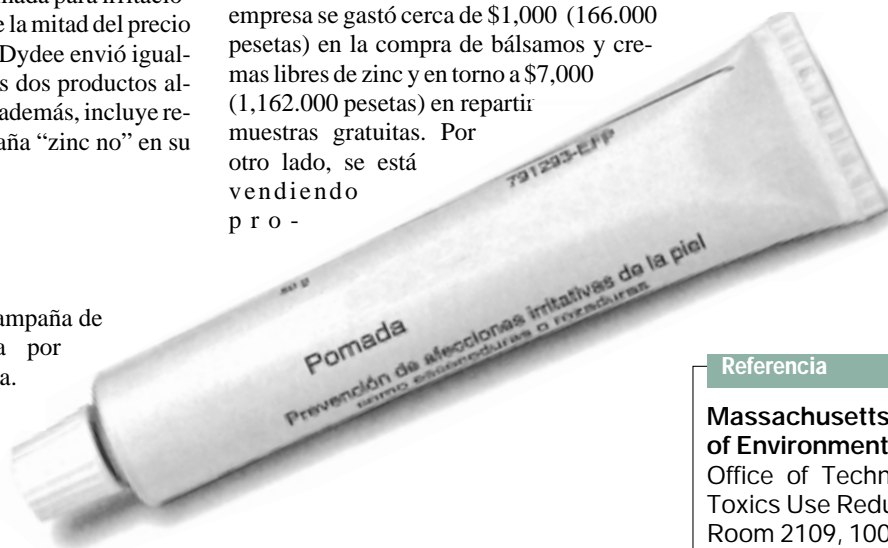 nada para irritacio-
e la mitad del precio
Dydee envió igual-
s dos productos al-
además, incluye re-
aña “zinc no” en su
ampaña de
a por
a.
empresa se gastó cerca de $1,000 (166.000
pesetas) en la compra de bálsamos y cre-
mas libres de zinc y en torno a $7,000
(1,162.000 pesetas) en repartir
muestras gratuitas. Por
otro lado, se está
vendiendo
pro-
791293-EFP
Pomada
Prevención de afecciones irritativas de la piel
como escoceduras o rozaduras
Referencia
Massachusetts
of Environment
Office of Techn
Toxics Use Redu
Room 2109, 100